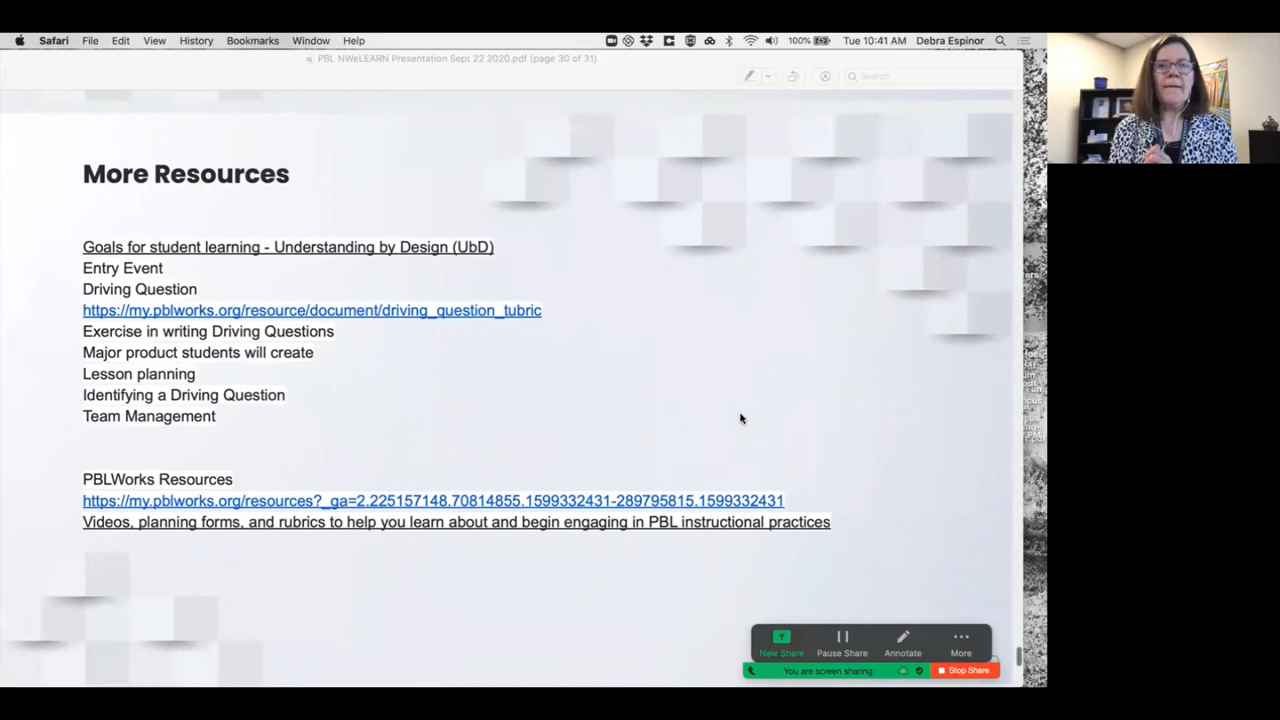 Safari File Edit View History Bookmarks Window Help 100% Tue 10:41 AM Debra Espinor
PBL NWeLEARN Presentation Sept 22 2020.pdf (page 30 of 31)
Search
More Resources
Goals for student learning - Understanding by Design (UbD)
Entry Event
Driving Question
https://my.pblworks.org/resource/document/driving_question_tubric
Exercise in writing Driving Questions
Major product students will create
Lesson planning
Identifying a Driving Question
Team Management
PBLWorks Resources
https://my.pblworks.org/resources?_ga=2.225157148.70814855.1599332431-289795815.1599332431
Videos, planning forms, and rubrics to help you learn about and begin engaging in PBL instructional practices
New Share Pause Share Annotate More
You are screen sharing Stop Share